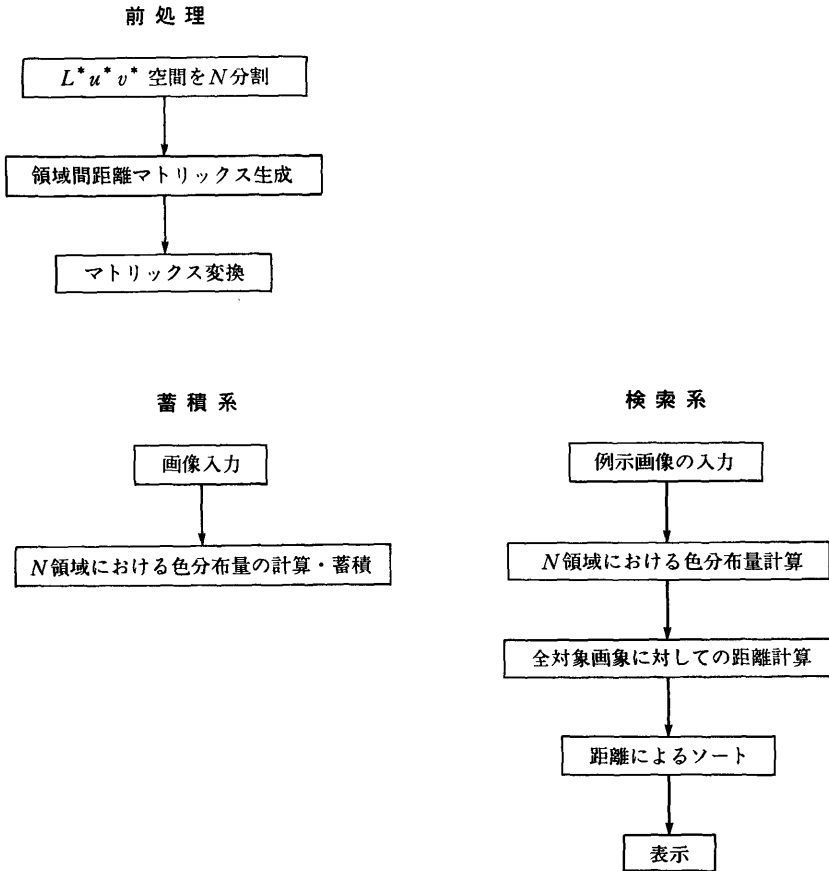 前処理
L*u*v* 空間をN分割
領域間距離マトリックス生成
マトリックス変換
蓄積系
画像入力
N領域における色分布量の計算・蓄積
検索系
例示画像の入力
N領域における色分布量計算
全対象画象に対しての距離計算
距離によるソート
表示